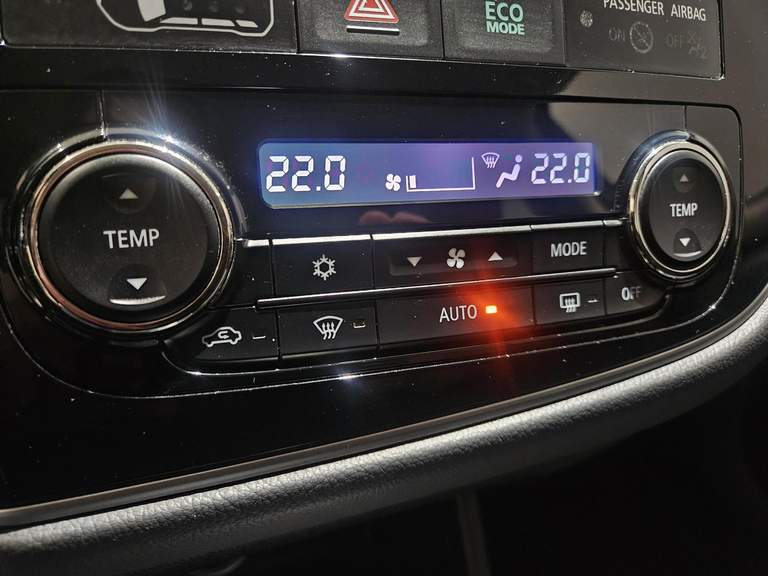 ECO
MODE
PASSENGER AIRBAG
ON
OFF
22.0
22.0
TEMP
TEMP
MODE
AUTO
OFF